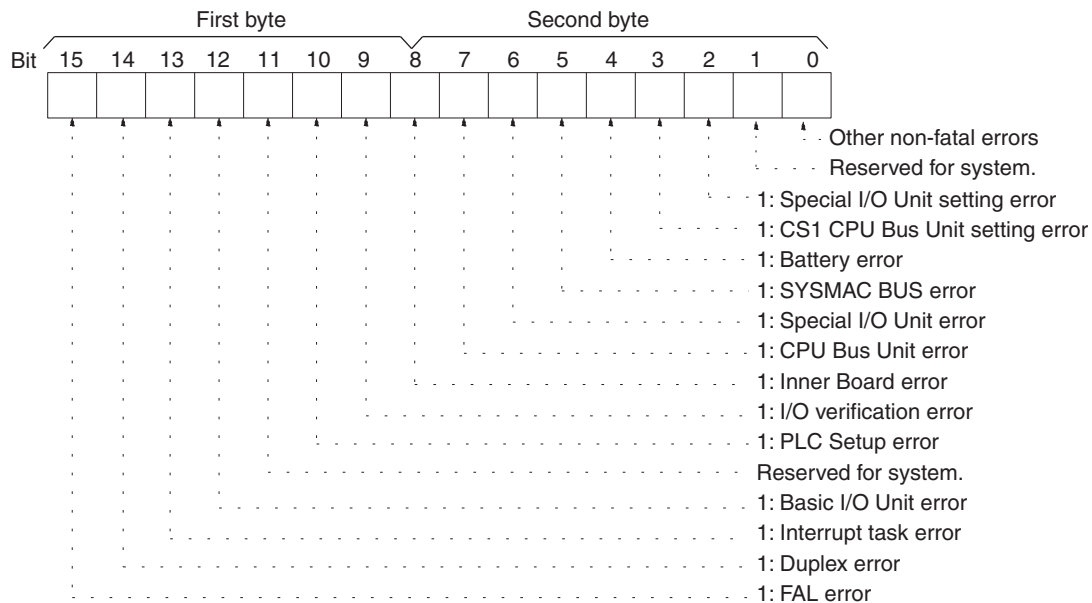 First byte Second byte
Bit 15 14 13 12 11 10 9 8 7 6 5 4 3 2 1 0
Other non-fatal errors
Reserved for system.
1: Special I/O Unit setting error
1: CS1 CPU Bus Unit setting error
1: Battery error
1: SYSMAC BUS error
1: Special I/O Unit error
1: CPU Bus Unit error
1: Inner Board error
1: I/O verification error
1: PLC Setup error
Reserved for system.
1: Basic I/O Unit error
1: Interrupt task error
1: Duplex error
1: FAL error